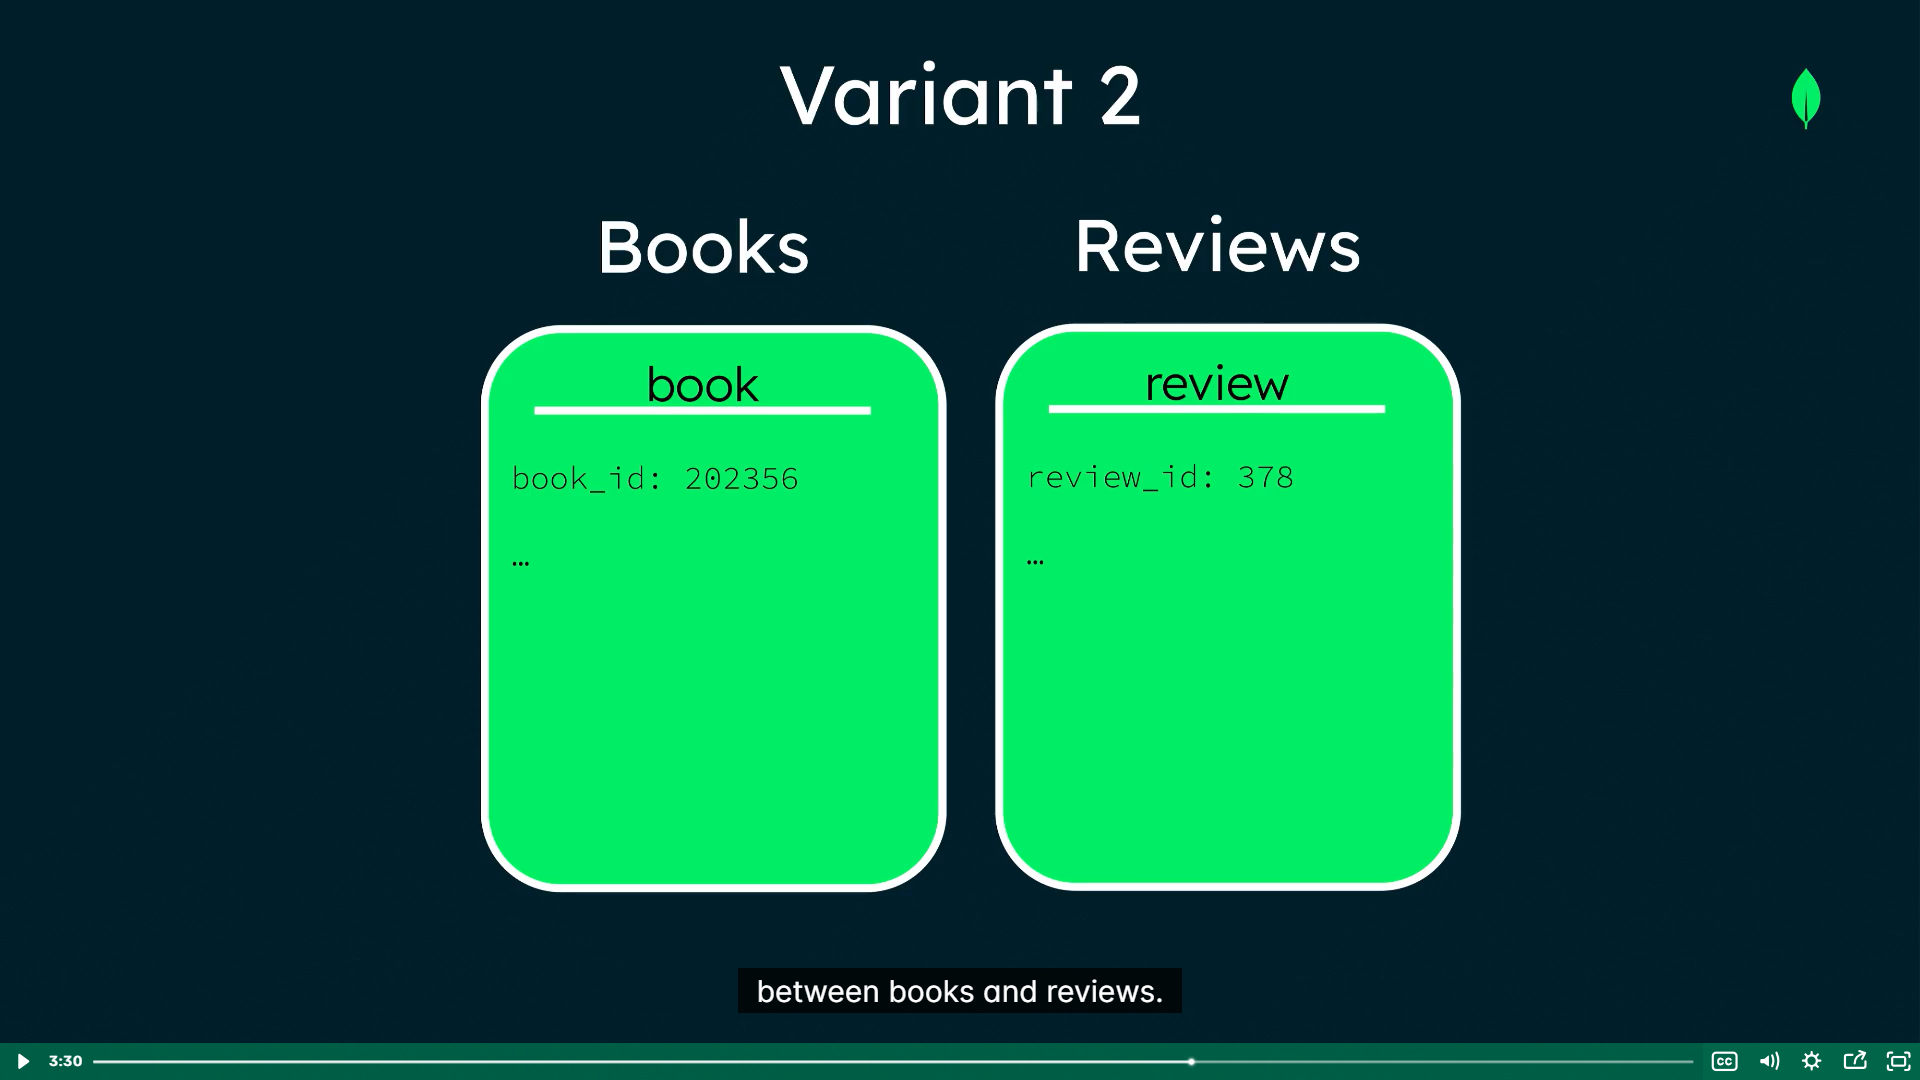 Variant 2
Books
Reviews
book
book_id: 202356
…
review
review_id: 378
…
between books and reviews.
3:30
CC